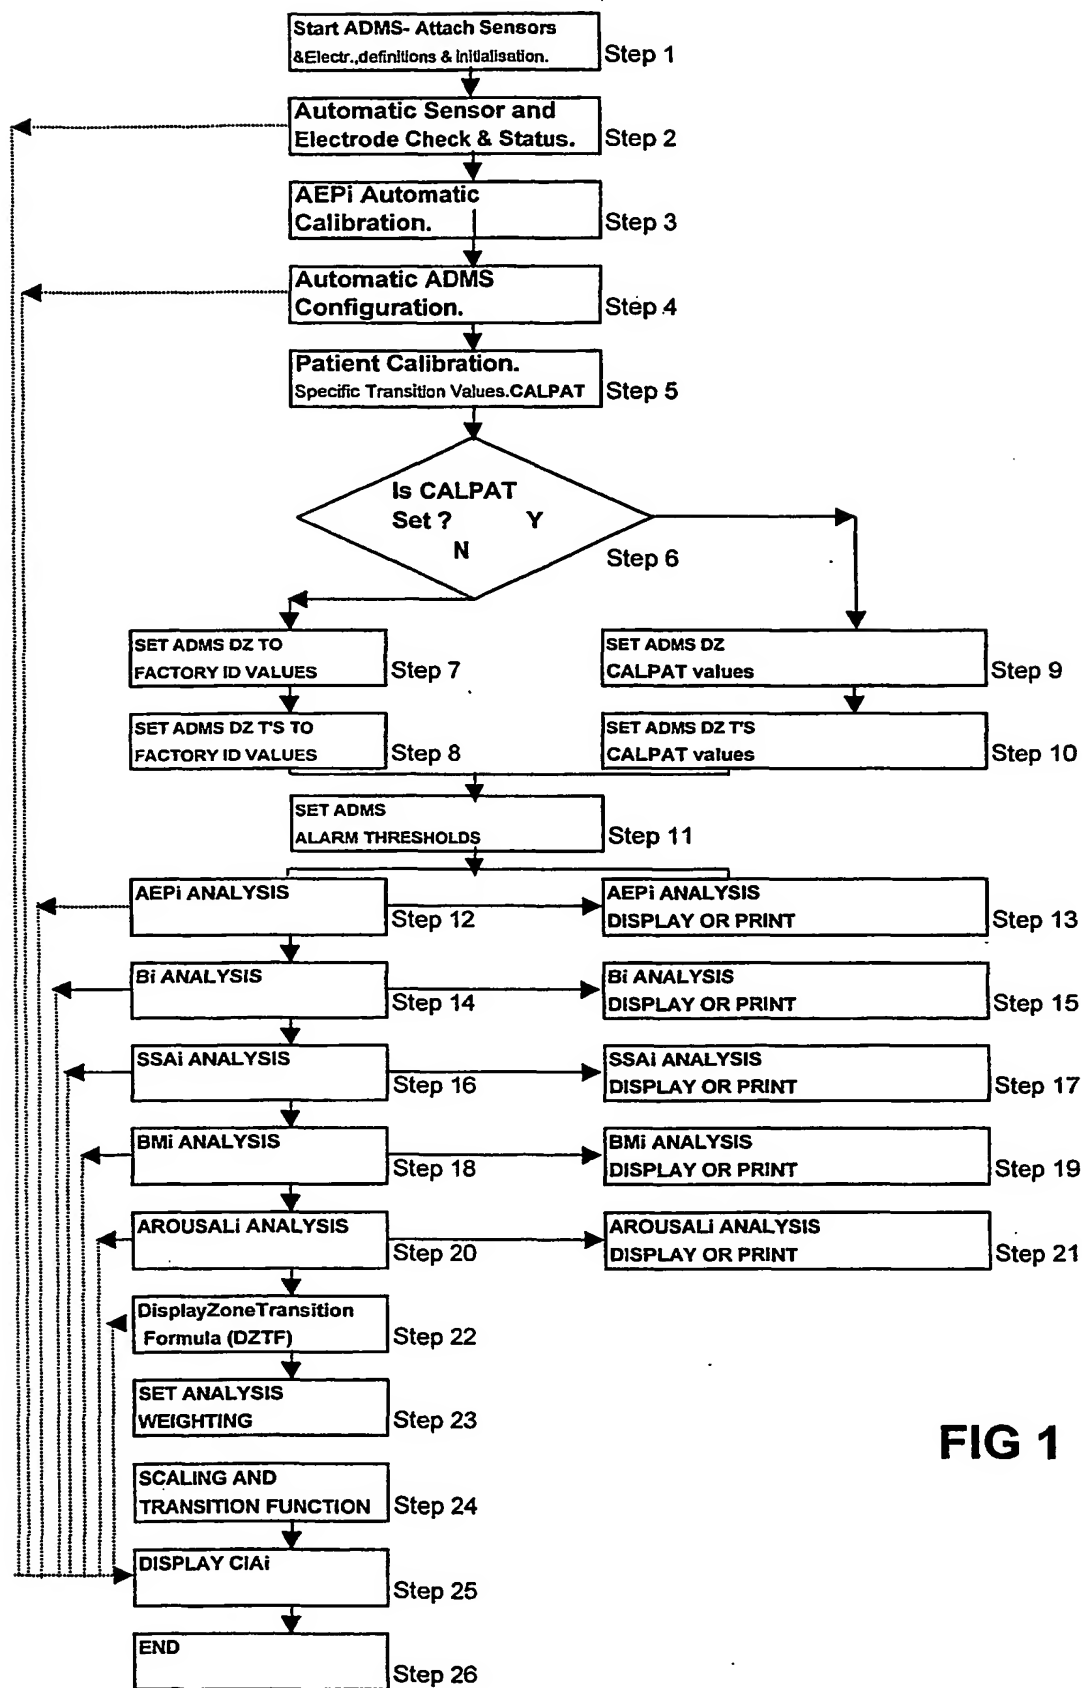 Start ADMS- Attach Sensors
&Electr.,definitions & initialisation.
Step 1
Automatic Sensor and
Electrode Check & Status.
Step 2
AEPi Automatic
Calibration.
Step 3
Automatic ADMS
Configuration.
Step 4
Patient Calibration.
Specific Transition Values.CALPAT
Step 5
Is CALPAT
Set ? Y
N
Step 6
SET ADMS DZ TO
FACTORY ID VALUES
Step 7
SET ADMS DZ
CALPAT values
Step 9
SET ADMS DZ T'S TO
FACTORY ID VALUES
Step 8
SET ADMS DZ T'S
CALPAT values
Step 10
SET ADMS
ALARM THRESHOLDS
Step 11
AEPi ANALYSIS
Step 12
AEPi ANALYSIS
DISPLAY OR PRINT
Step 13
Bi ANALYSIS
Step 14
Bi ANALYSIS
DISPLAY OR PRINT
Step 15
SSAi ANALYSIS
Step 16
SSAi ANALYSIS
DISPLAY OR PRINT
Step 17
BMi ANALYSIS
Step 18
BMi ANALYSIS
DISPLAY OR PRINT
Step 19
AROUSALi ANALYSIS
Step 20
AROUSALi ANALYSIS
DISPLAY OR PRINT
Step 21
DisplayZoneTransition
Formula (DZTF)
Step 22
SET ANALYSIS
WEIGHTING
Step 23
FIG 1
SCALING AND
TRANSITION FUNCTION
Step 24
DISPLAY CIAi
Step 25
END
Step 26